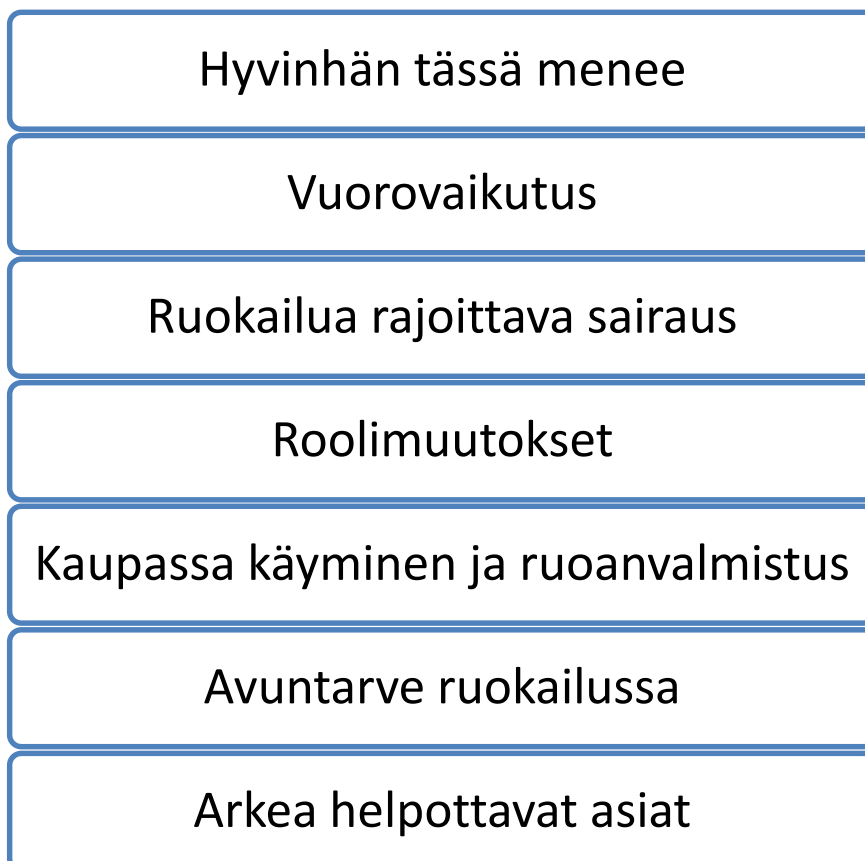 Hyvinhän tässä menee
Vuorovaikutus
Ruokailua rajoittava sairaus
Roolimuutokset
Kaupassa käyminen ja ruoanvalmistus
Avuntarve ruokailussa
Arkea helpottavat asiat